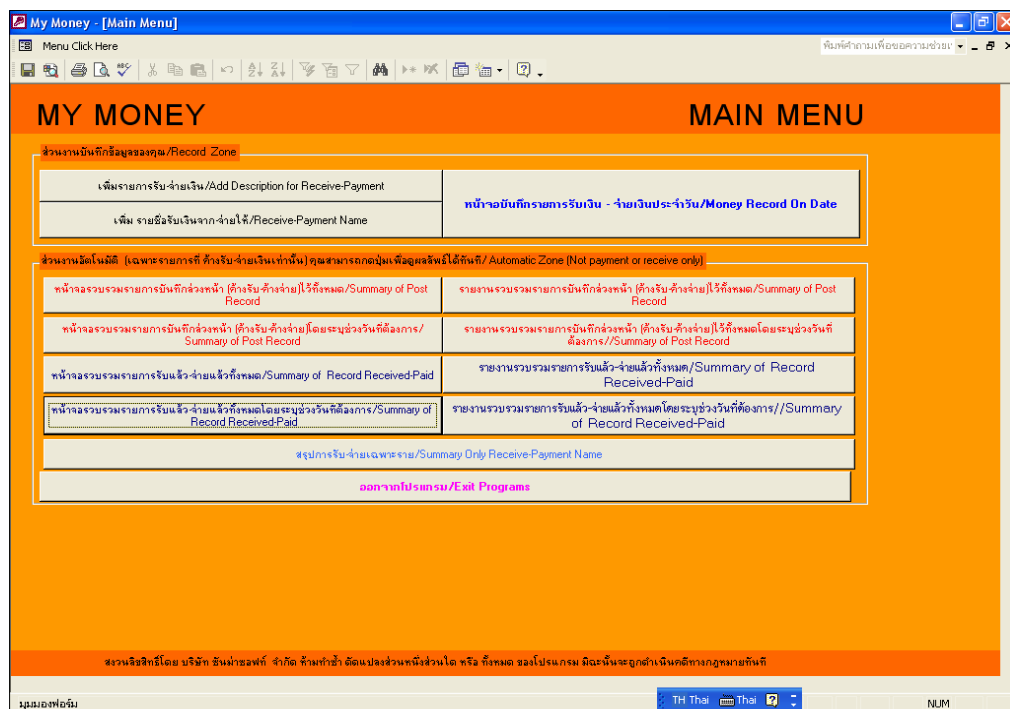 My Money - [Main Menu]
Menu Click Here
พิมพ์คำถามเพื่อขอความช่วยเ
MY MONEY
MAIN MENU
ส่วนงานบันทึกข้อมูลของคุณ/Record Zone
เพิ่มรายการรับ-จ่ายเงิน/Add Description for Receive-Payment
เพิ่ม รายชื่อรับเงินจาก-จ่ายให้/Receive-Payment Name
หน้าจอบันทึกรายการรับเงิน - จ่ายเงินประจำวัน/Money Record On Date
ส่วนงานอัตโนมัติ (เฉพาะรายการที่ ค้างรับ-จ่ายเงินเท่านั้น) คุณสามารถกดปุ่มเพื่อดูผลลัพธ์ได้ทันที/ Automatic Zone (Not payment or receive only)
หน้าจอรวบรวมรายการบันทึกล่วงหน้า (ค้างรับ-ค้างจ่าย)ไว้ทั้งหมด/Summary of Post
Record
รายงานรวบรวมรายการบันทึกล่วงหน้า (ค้างรับ-ค้างจ่าย)ไว้ทั้งหมด/Summary of Post
Record
หน้าจอรวบรวมรายการบันทึกล่วงหน้า (ค้างรับ-ค้างจ่าย)โดยระบุช่วงวันที่ต้องการ/
Summary of Post Record
รายงานรวบรวมรายการบันทึกล่วงหน้า (ค้างรับ-ค้างจ่าย)ไว้ทั้งหมดโดยระบุช่วงวันที่
ต้องการ//Summary of Post Record
หน้าจอรวบรวมรายการรับแล้ว-จ่ายแล้วทั้งหมด/Summary of Record Received-Paid
รายงานรวบรวมรายการรับแล้ว-จ่ายแล้วทั้งหมด/Summary of Record
Received-Paid
หน้าจอรวบรวมรายการรับแล้ว-จ่ายแล้วทั้งหมดโดยระบุช่วงวันที่ต้องการ/Summary of
Record Received-Paid
รายงานรวบรวมรายการรับแล้ว-จ่ายแล้วทั้งหมดโดยระบุช่วงวันที่ต้องการ//Summary
of Record Received-Paid
สรุปการรับ-จ่ายเฉพาะราย/Summary Only Receive-Payment Name
ออกจากโปรแกรม/Exit Programs
สงวนลิขสิทธิ์โดย บริษัท ซันม่าซอฟท์ จำกัด ห้ามทำซ้ำ ดัดแปลงส่วนหนึ่งส่วนใด หรือ ทั้งหมด ของโปรแกรม มิฉะนั้นจะถูกดำเนินคดีทางกฎหมายทันที
TH Thai Thai
มุมมองฟอร์ม
NUM